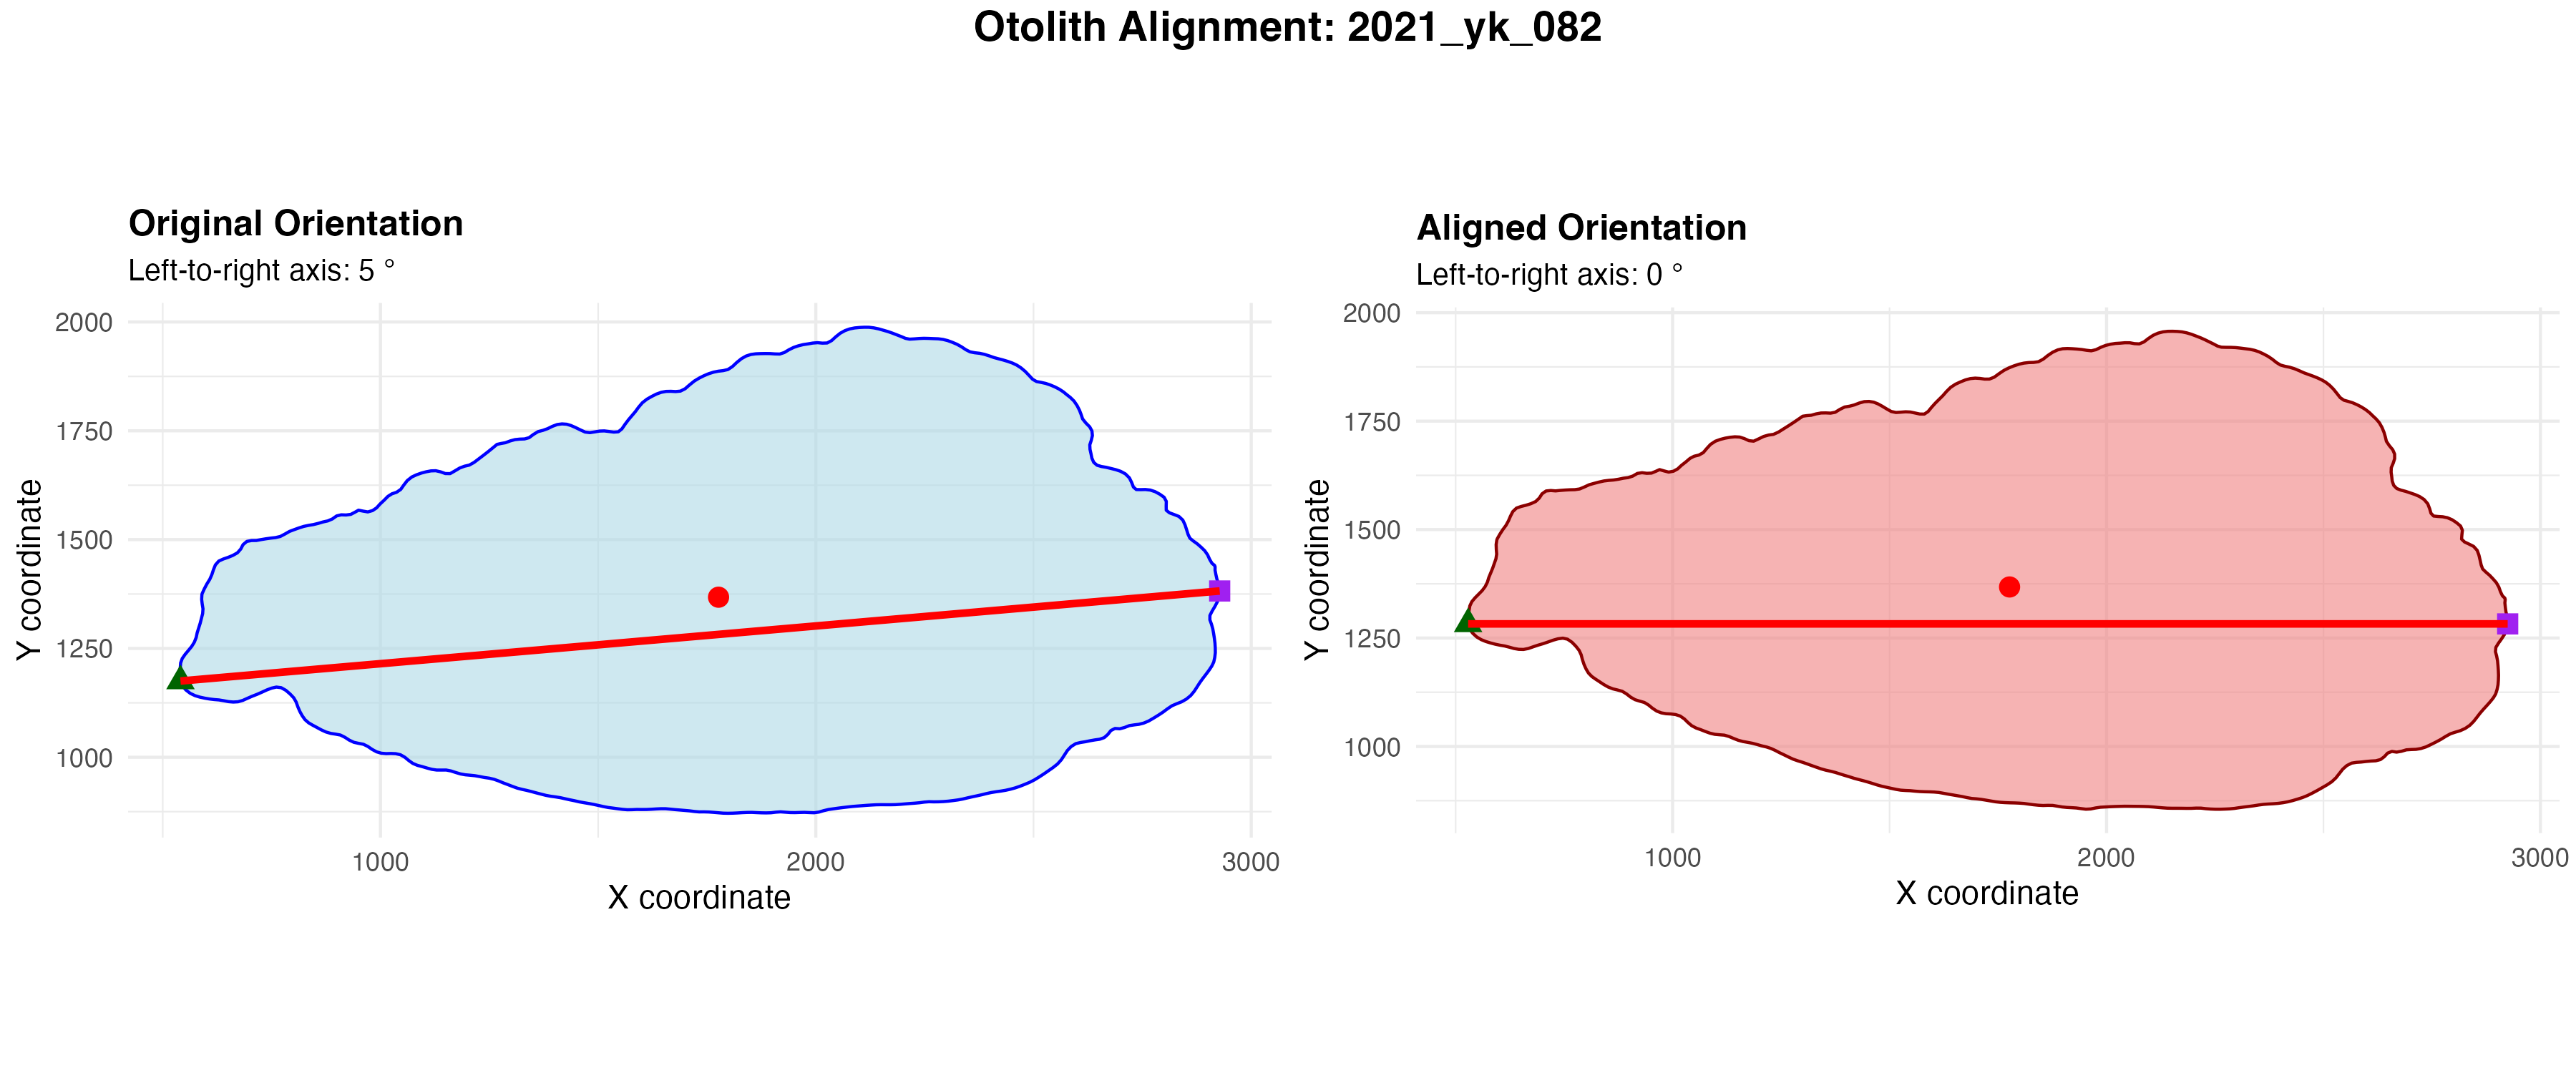 Otolith Alignment: 2021_yk_082
Original Orientation
Left-to-right axis: 5 °
2000
1750
1500
1250
1000
Y coordinate
1000
2000
3000
X coordinate
Aligned Orientation
Left-to-right axis: 0 °
2000
1750
1500
1250
1000
Y coordinate
1000
2000
3000
X coordinate